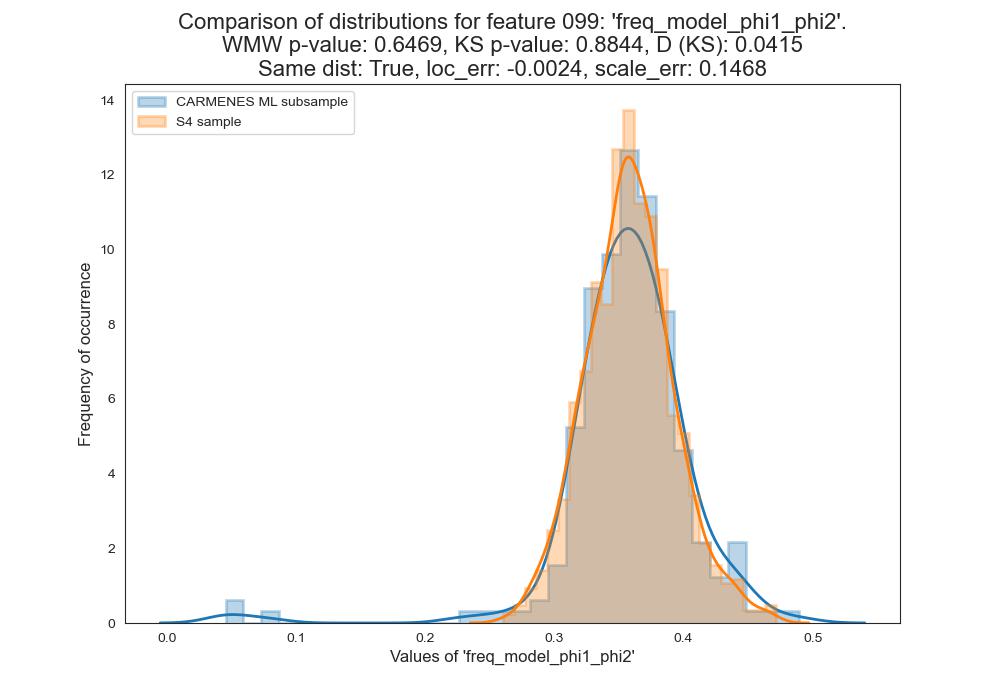 Comparison of distributions for feature 099: 'freq_model_phi1_phi2'.
WMW p-value: 0.6469, KS p-value: 0.8844, D (KS): 0.0415
Same dist: True, loc_err: -0.0024, scale_err: 0.1468
CARMENES ML subsample
S4 sample
14
12
10
8
6
4
2
0
Frequency of occurrence
0.0
0.1
0.2
0.3
0.4
0.5
Values of 'freq_model_phi1_phi2'